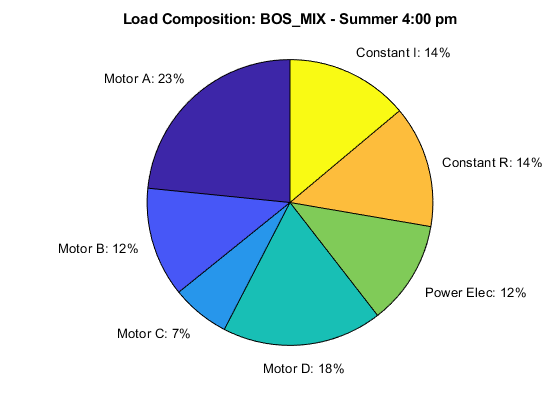 Load Composition: BOS_MIX - Summer 4:00 pm
Constant I: 14%
Motor A: 23%
Constant R: 14%
Motor B: 12%
Power Elec: 12%
Motor C: 7%
Motor D: 18%